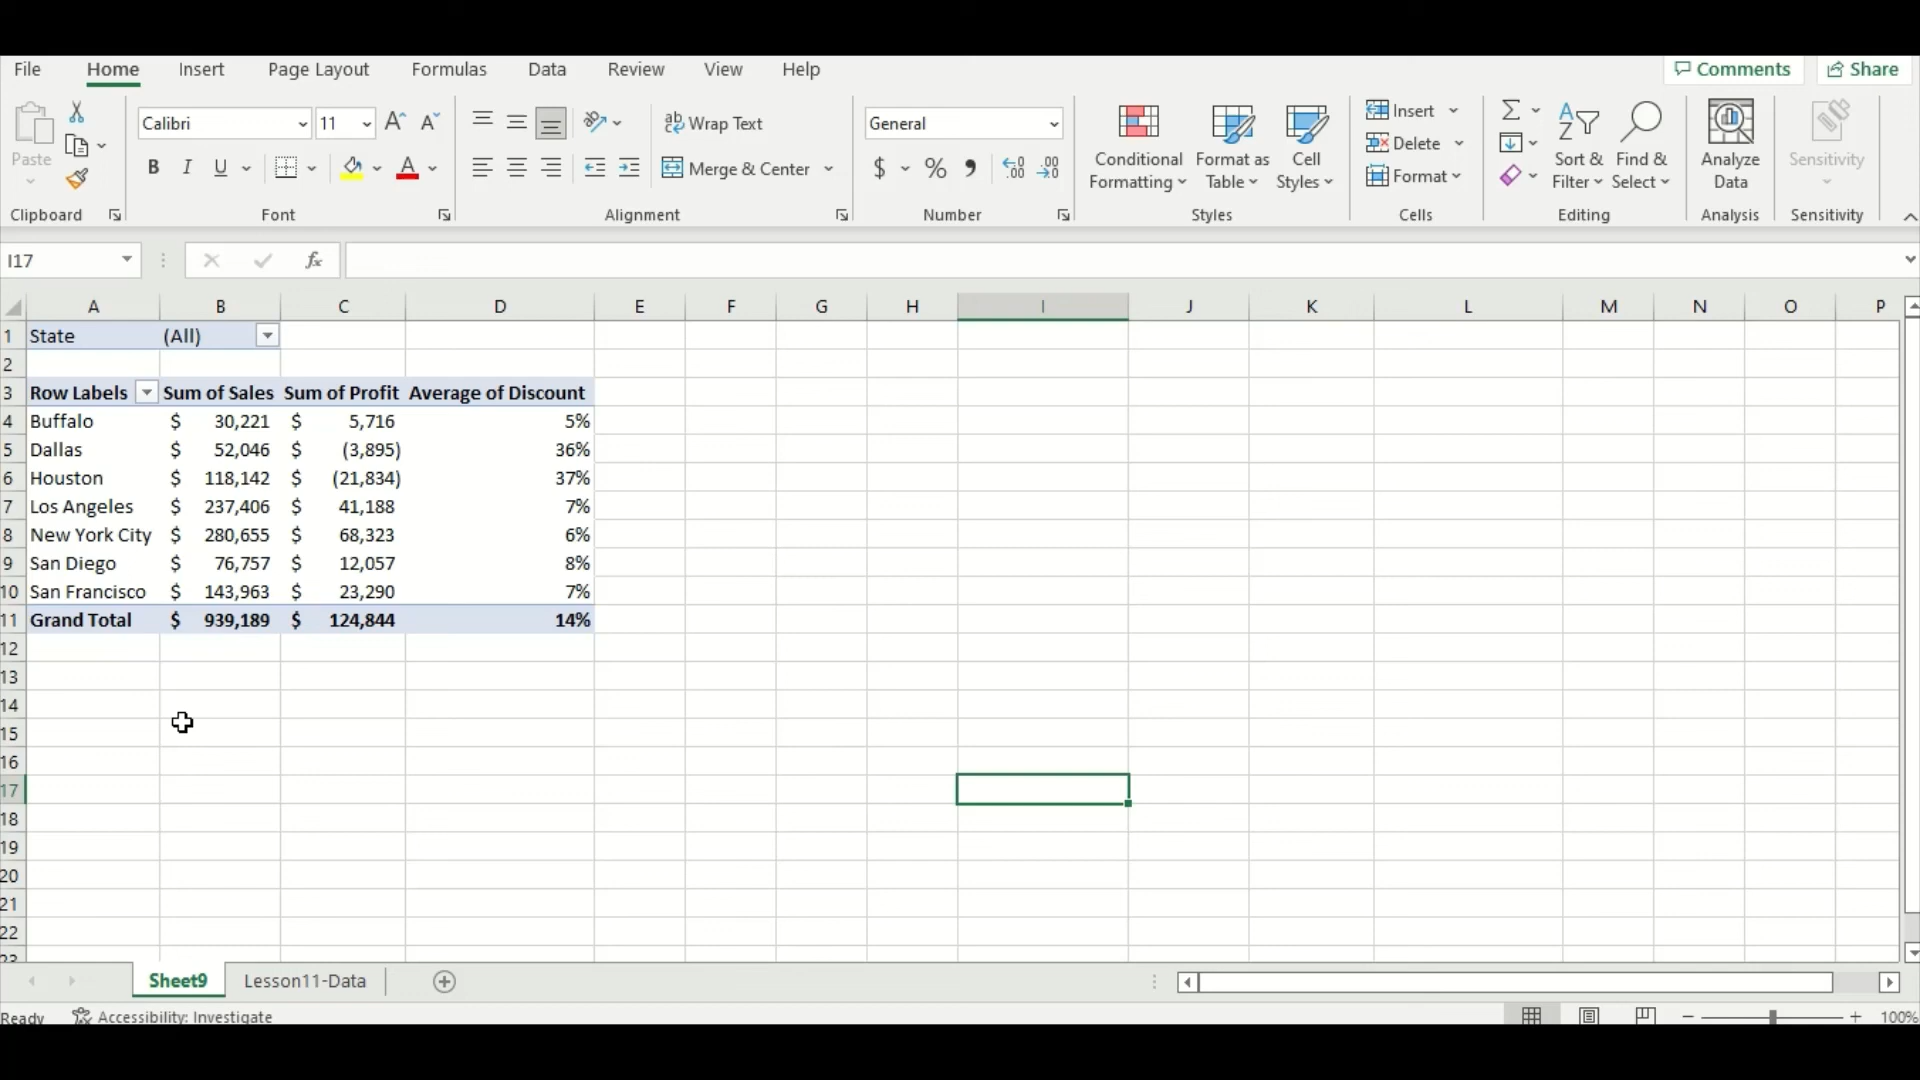 File Home Insert Page Layout Formulas Data Review View Help Comments Share
Calibri 11 Wrap Text General Insert
Paste Conditional Format as Cell Delete Sort & Find & Analyze Sensitivity
B I U A Merge & Center $ % Formatting Table Styles Format Filter Select Data
Clipboard Font Alignment Number Styles Cells Editing Analysis Sensitivity
I17 fx
A B C D E F G H I J K L M N O P
1 State (All)
2
3 Row Labels Sum of Sales Sum of Profit Average of Discount
4 Buffalo $ 30,221 $ 5,716 5%
5 Dallas $ 52,046 $ (3,895) 36%
6 Houston $ 118,142 $ (21,834) 37%
7 Los Angeles $ 237,406 $ 41,188 7%
8 New York City $ 280,655 $ 68,323 6%
9 San Diego $ 76,757 $ 12,057 8%
10 San Francisco $ 143,963 $ 23,290 7%
11 Grand Total $ 939,189 $ 124,844 14%
12
13
14
15
16
17
18
19
20
21
22
23
Sheet9 Lesson11-Data
Ready Accessibility: Investigate 100%